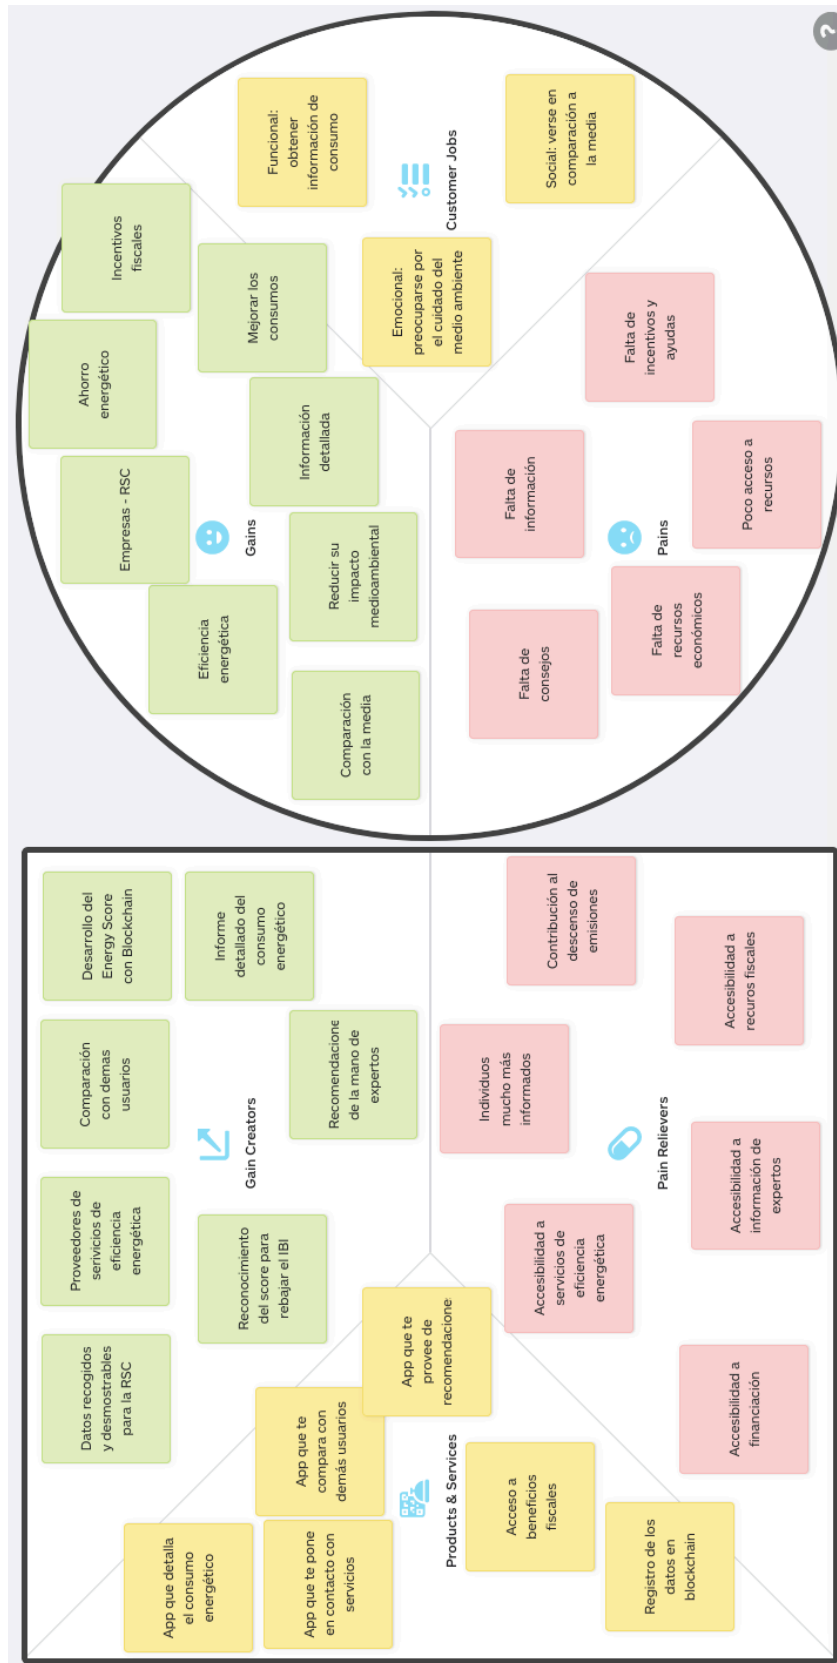 Datos recogidos
y desmostrables
para la RSC
Proveedores de
serivicios de
eficiencia
energética
Comparación
con demas
usuarios
Desarrollo del
Energy Score
con Blockchain
Reconocimiento
del score para
rebajar el IBI
Gain Creators
Recomendacione
de la mano de
expertos
Informe
detallado del
consumo
energético
App que detalla
el consumo
energético
App que te pone
en contacto con
servicios
App que te
compara con
demás usuarios
App que te
provee de
recomendacione
Products & Services
Acceso a
beneficios
fiscales
Registro de los
datos en
blockchain
Accesibilidad a
servicios de
eficiencia
energética
Individuos
mucho más
informados
Contribución al
descenso de
emisiones
Pain Relievers
Accesibilidad a
financiación
Accesibilidad a
información de
expertos
Accesibilidad a
recuros fiscales
Eficiencia
energética
Empresas - RSC
Ahorro
energético
Incentivos
fiscales
Gains
Comparación
con la media
Reducir su
impacto
medioambiental
Información
detallada
Mejorar los
consumos
Funcional:
obtener
información de
consumo
Emocional:
preocuparse por
el cuidado del
medio ambiente
Customer Jobs
Social: verse en
comparación a
la media
Falta de
consejos
Falta de
información
Falta de
incentivos y
ayudas
Pains
Falta de
recursos
económicos
Poco acceso a
recursos
?